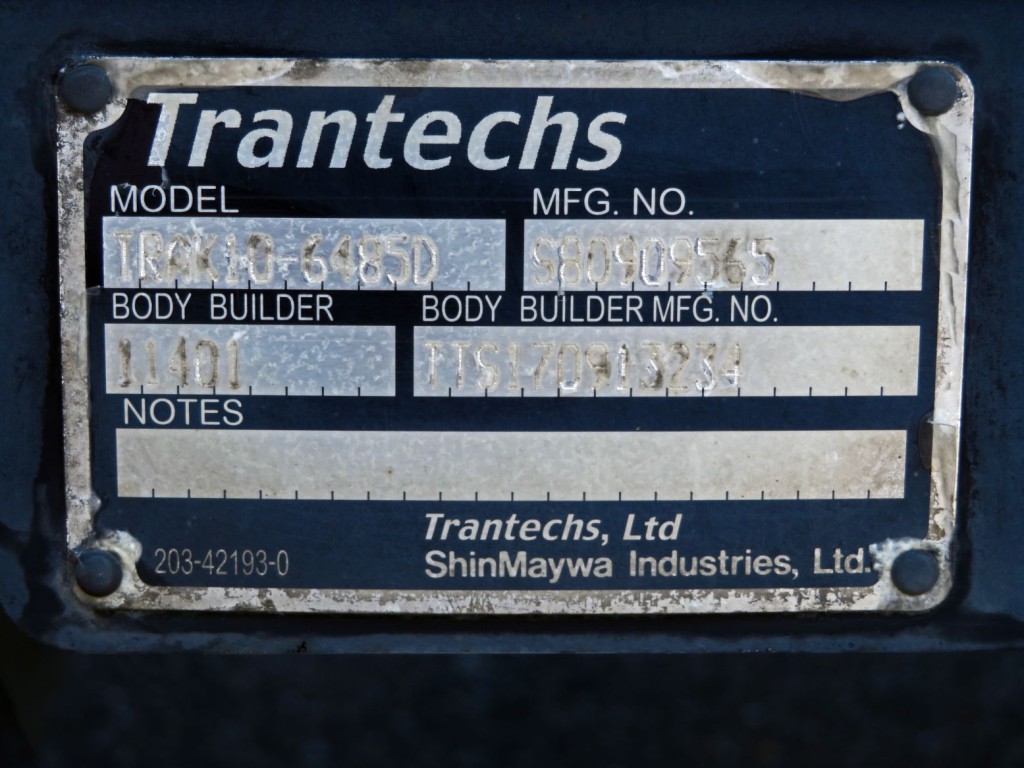 Trantechs
MODEL MFG. NO.
TRAK10-6485D S80909565
BODY BUILDER BODY BUILDER MFG. NO.
11401 TTS170913234
NOTES
Trantechs, Ltd
203-42193-0 ShinMaywa Industries, Ltd.